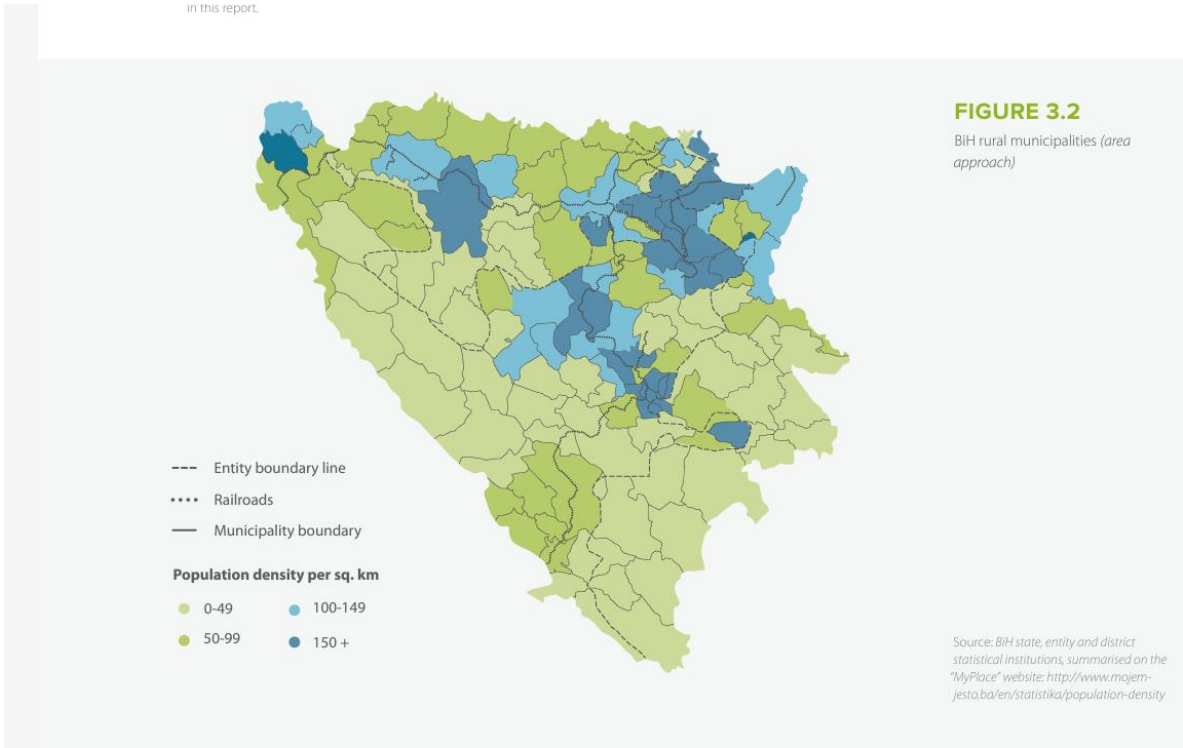 in this report.
FIGURE 3.2
BiH rural municipalities (area
approach)
Entity boundary line
Railroads
Municipality boundary
Population density per sq. km
0-49
100-149
50-99
150 +
Source: BiH state, entity and district
statistical institutions, summarised on the
"MyPlace" website: http://www.mojem-
jesto.ba/en/statistika/population-density